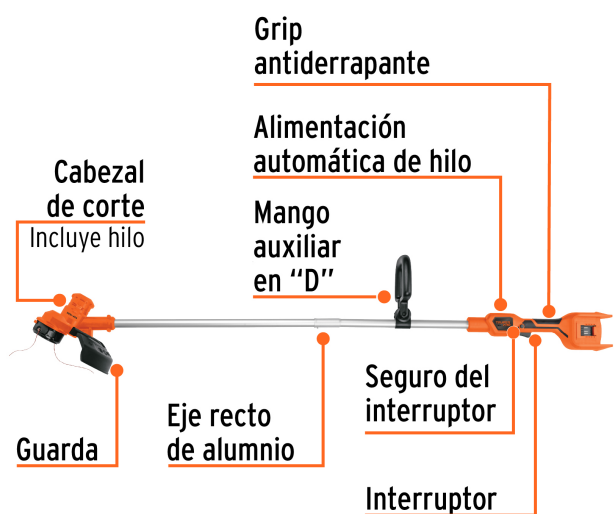 Grip
antiderrapante
Alimentación
automática de hilo
Cabezal
de corte
Incluye hilo
Mango
auxiliar
en “D”
Seguro del
interruptor
Eje recto
de alumnio
Guarda
Interruptor